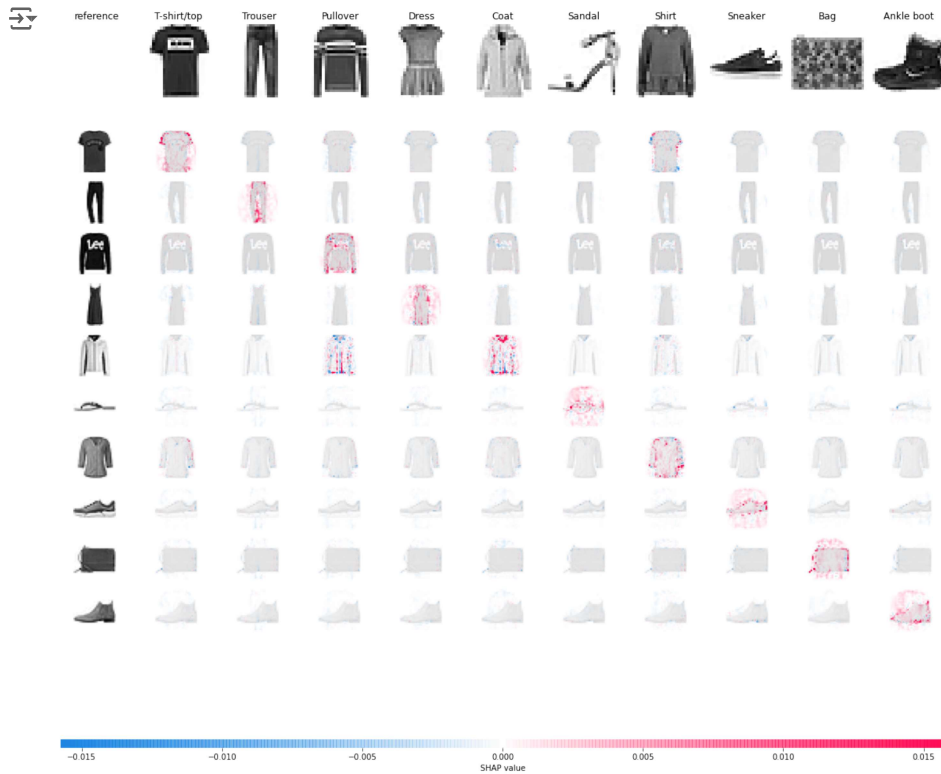 reference T-shirt/top Trouser Pullover Dress Coat Sandal Shirt Sneaker Bag Ankle boot
Lee Lee Lee Lee Lee Lee Lee Lee Lee Lee
−0.015 −0.010 −0.005 0.000 0.005 0.010 0.015
SHAP value